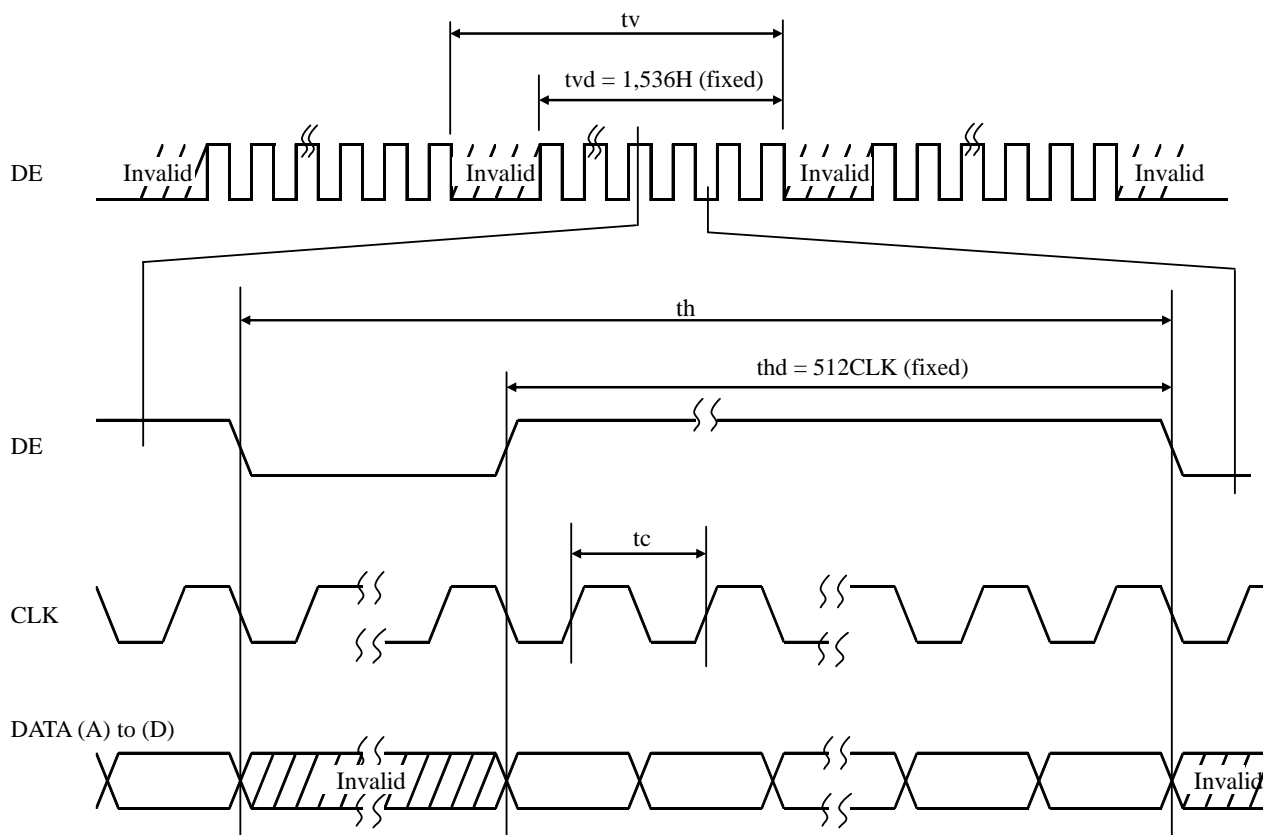 tv
tvd = 1,536H (fixed)
DE
Invalid
Invalid
Invalid
Invalid
th
thd = 512CLK (fixed)
DE
tc
CLK
DATA (A) to (D)
Invalid
Invalid